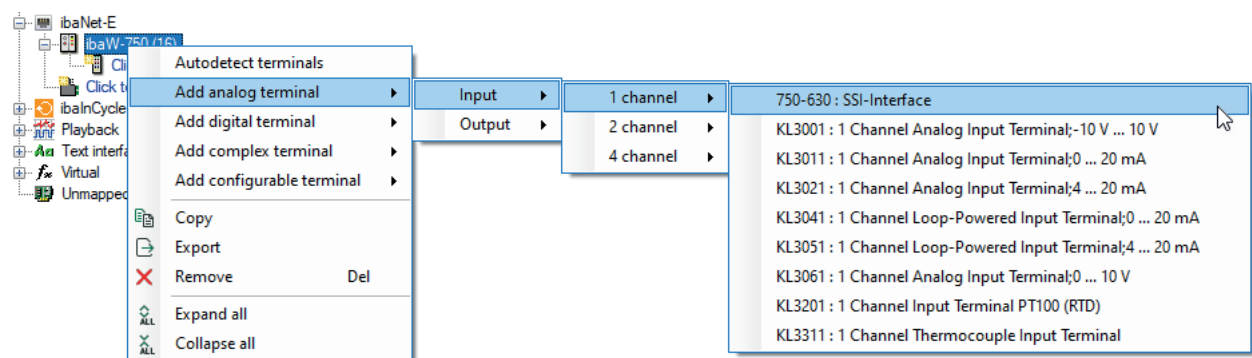 ibaNet-E
ibaW-750 (16)
Cli
Click t
ibaInCycle
Playback
Text interfa
Virtual
Unmapped
Autodetect terminals
Add analog terminal
Add digital terminal
Add complex terminal
Add configurable terminal
Copy
Export
Remove Del
Expand all
Collapse all
Input
Output
1 channel
2 channel
4 channel
750-630 : SSI-Interface
KL3001 : 1 Channel Analog Input Terminal;-10 V ... 10 V
KL3011 : 1 Channel Analog Input Terminal;0 ... 20 mA
KL3021 : 1 Channel Analog Input Terminal;4 ... 20 mA
KL3041 : 1 Channel Loop-Powered Input Terminal;0 ... 20 mA
KL3051 : 1 Channel Loop-Powered Input Terminal;4 ... 20 mA
KL3061 : 1 Channel Analog Input Terminal;0 ... 10 V
KL3201 : 1 Channel Input Terminal PT100 (RTD)
KL3311 : 1 Channel Thermocouple Input Terminal